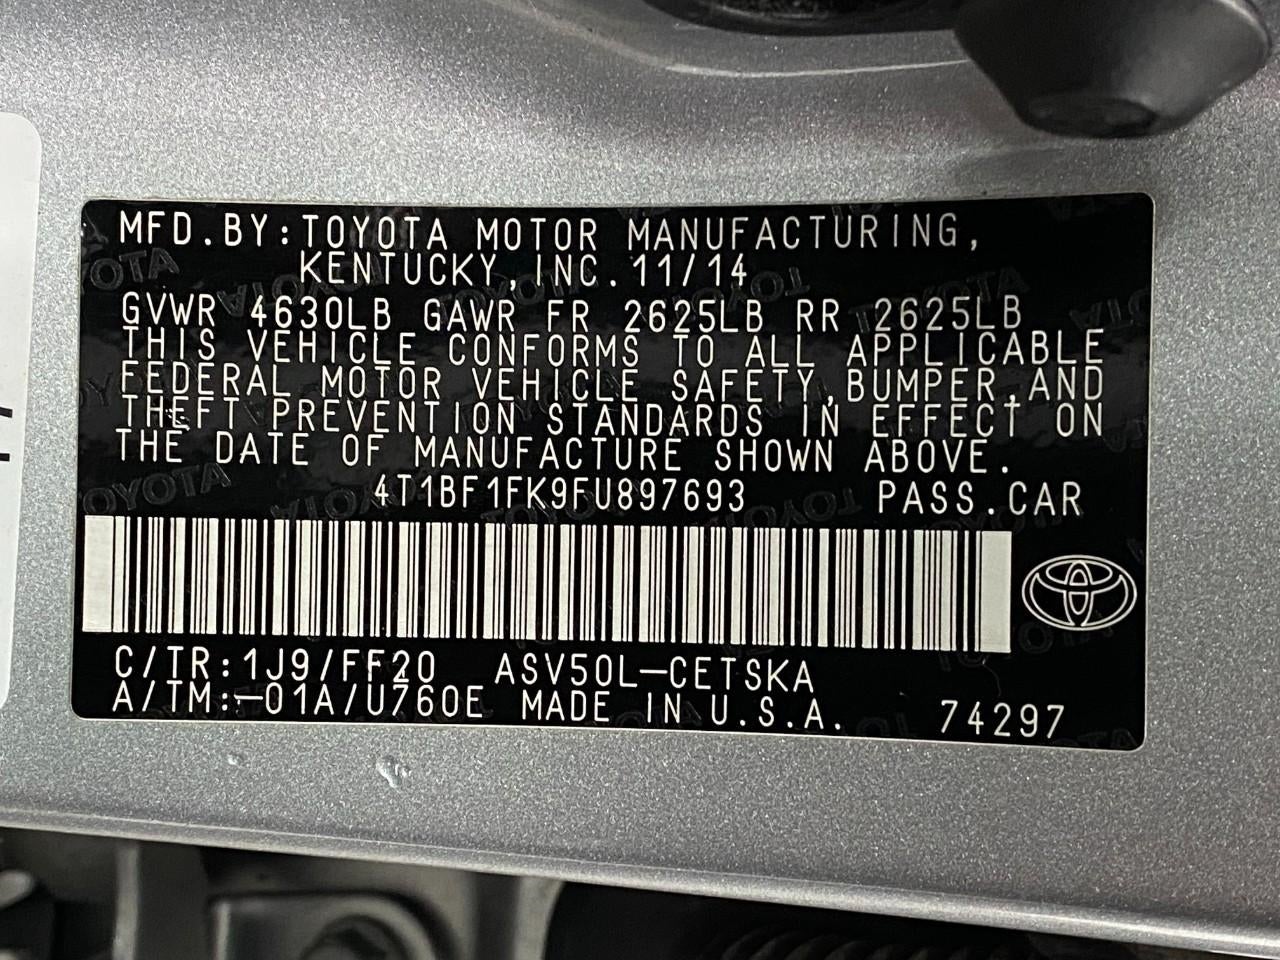 MFD.BY:TOYOTA MOTOR MANUFACTURING,
KENTUCKY,INC.11/14
GVWR 4630LB GAWR FR 2625LB RR 2625LB
THIS VEHICLE CONFORMS TO ALL APPLICABLE
FEDERAL MOTOR VEHICLE SAFETY,BUMPER,AND
THEFT PREVENTION STANDARDS IN EFFECT ON
THE DATE OF MANUFACTURE SHOWN ABOVE.
4T1BF1FK9FU897693 PASS.CAR
C/TR:1J9/FF20 ASV50L-CETSKA
A/TM:-01A/U760E MADE IN U.S.A. 74297